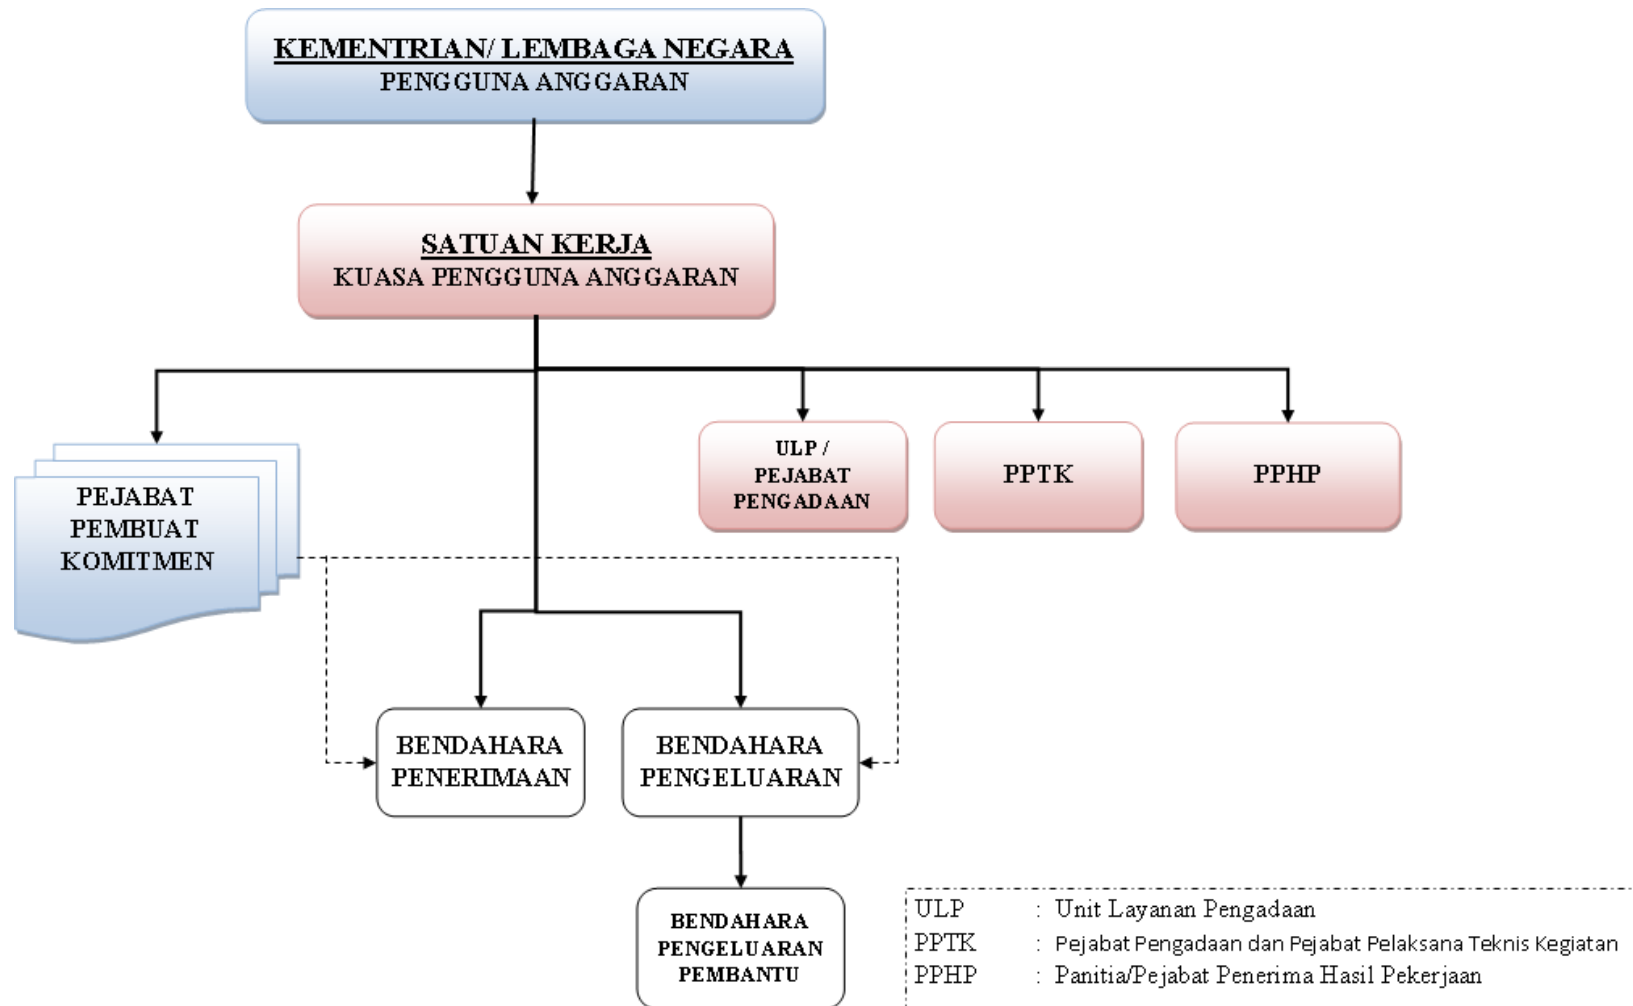 KEMENTRIAN/ LEMBAGA NEGARA
PENGGUNA ANGGARAN
SATUAN KERJA
KUASA PENGGUNA ANGGARAN
PEJABAT
PEMBUAT
KOMITMEN
ULP /
PEJABAT
PENGADAAN
PPTK
PPHP
BENDAHARA
PENERIMAAN
BENDAHARA
PENGELUARAN
BENDAHARA
PENGELUARAN
PEMBANTU
ULP : Unit Layanan Pengadaan
PPTK : Pejabat Pengadaan dan Pejabat Pelaksana Teknis Kegiatan
PPHP : Panitia/Pejabat Penerima Hasil Pekerjaan